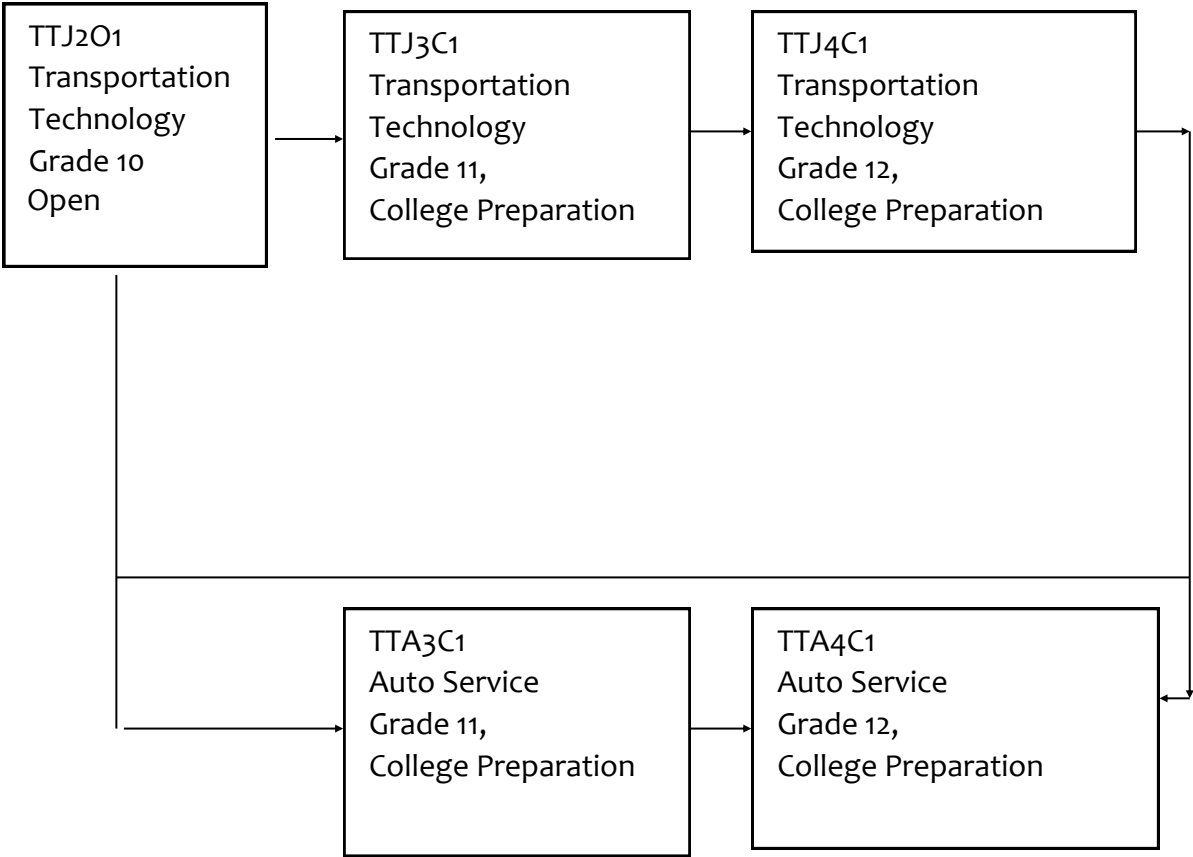 TTJ2O1
Transportation
Technology
Grade 10
Open
TTJ3C1
Transportation
Technology
Grade 11,
College Preparation
TTJ4C1
Transportation
Technology
Grade 12,
College Preparation
TTA3C1
Auto Service
Grade 11,
College Preparation
TTA4C1
Auto Service
Grade 12,
College Preparation